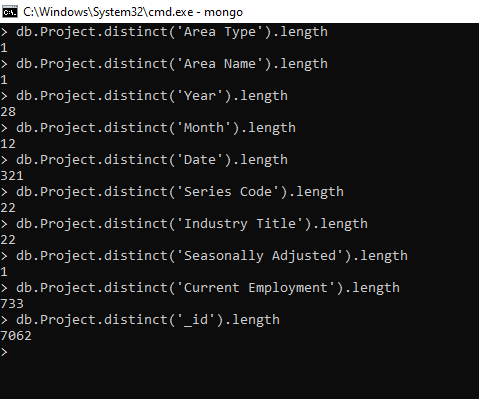 C:\Windows\System32\cmd.exe - mongo
> db.Project.distinct('Area Type').length
1
> db.Project.distinct('Area Name').length
1
> db.Project.distinct('Year').length
28
> db.Project.distinct('Month').length
12
> db.Project.distinct('Date').length
321
> db.Project.distinct('Series Code').length
22
> db.Project.distinct('Industry Title').length
22
> db.Project.distinct('Seasonally Adjusted').length
1
> db.Project.distinct('Current Employment').length
733
> db.Project.distinct('_id').length
7062
>